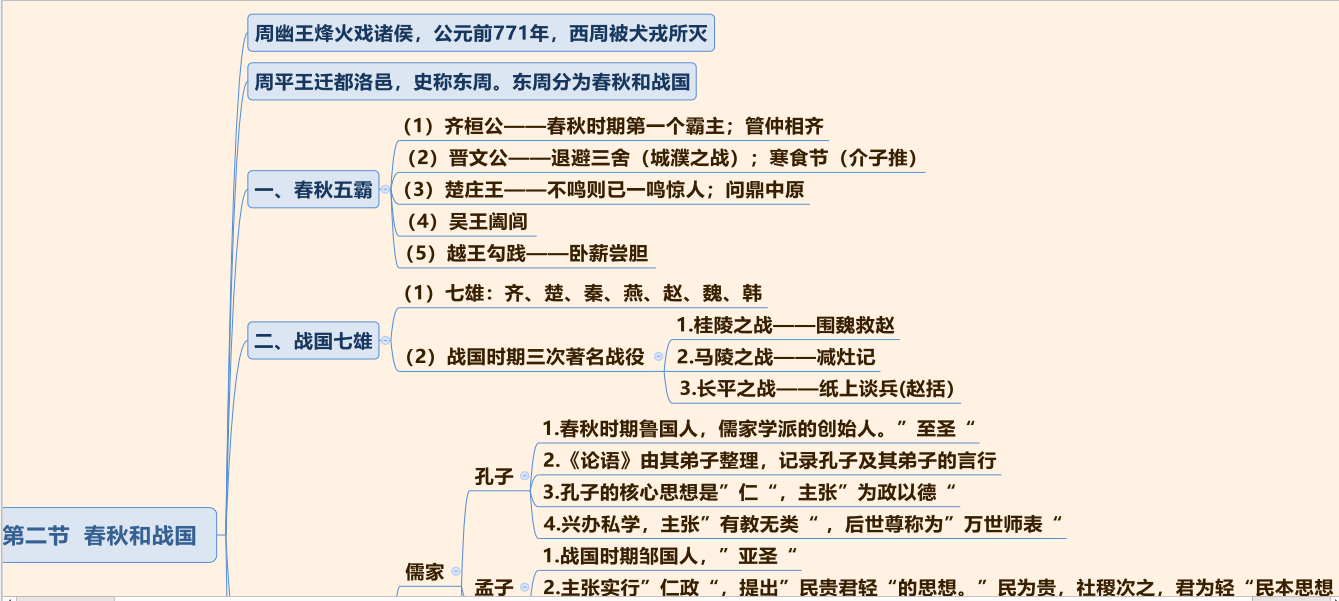 周幽王烽火戏诸侯，公元前771年，西周被犬戎所灭
周平王迁都洛邑，史称东周。东周分为春秋和战国
（1）齐桓公——春秋时期第一个霸主；管仲相齐
（2）晋文公——退避三舍（城濮之战）；寒食节（介子推）
一、春秋五霸
（3）楚庄王——不鸣则已一鸣惊人；问鼎中原
（4）吴王阖闾
（5）越王勾践——卧薪尝胆
（1）七雄：齐、楚、秦、燕、赵、魏、韩
二、战国七雄
1.桂陵之战——围魏救赵
（2）战国时期三次著名战役
2.马陵之战——减灶记
3.长平之战——纸上谈兵(赵括）
1.春秋时期鲁国人，儒家学派的创始人。”至圣“
2.《论语》由其弟子整理，记录孔子及其弟子的言行
孔子
3.孔子的核心思想是”仁“，主张”为政以德“
4.兴办私学，主张”有教无类“ ，后世尊称为”万世师表“
第二节 春秋和战国
1.战国时期邹国人，”亚圣“
儒家
孟子
2.主张实行”仁政“，提出”民贵君轻“的思想。”民为贵，社稷次之，君为轻“民本思想